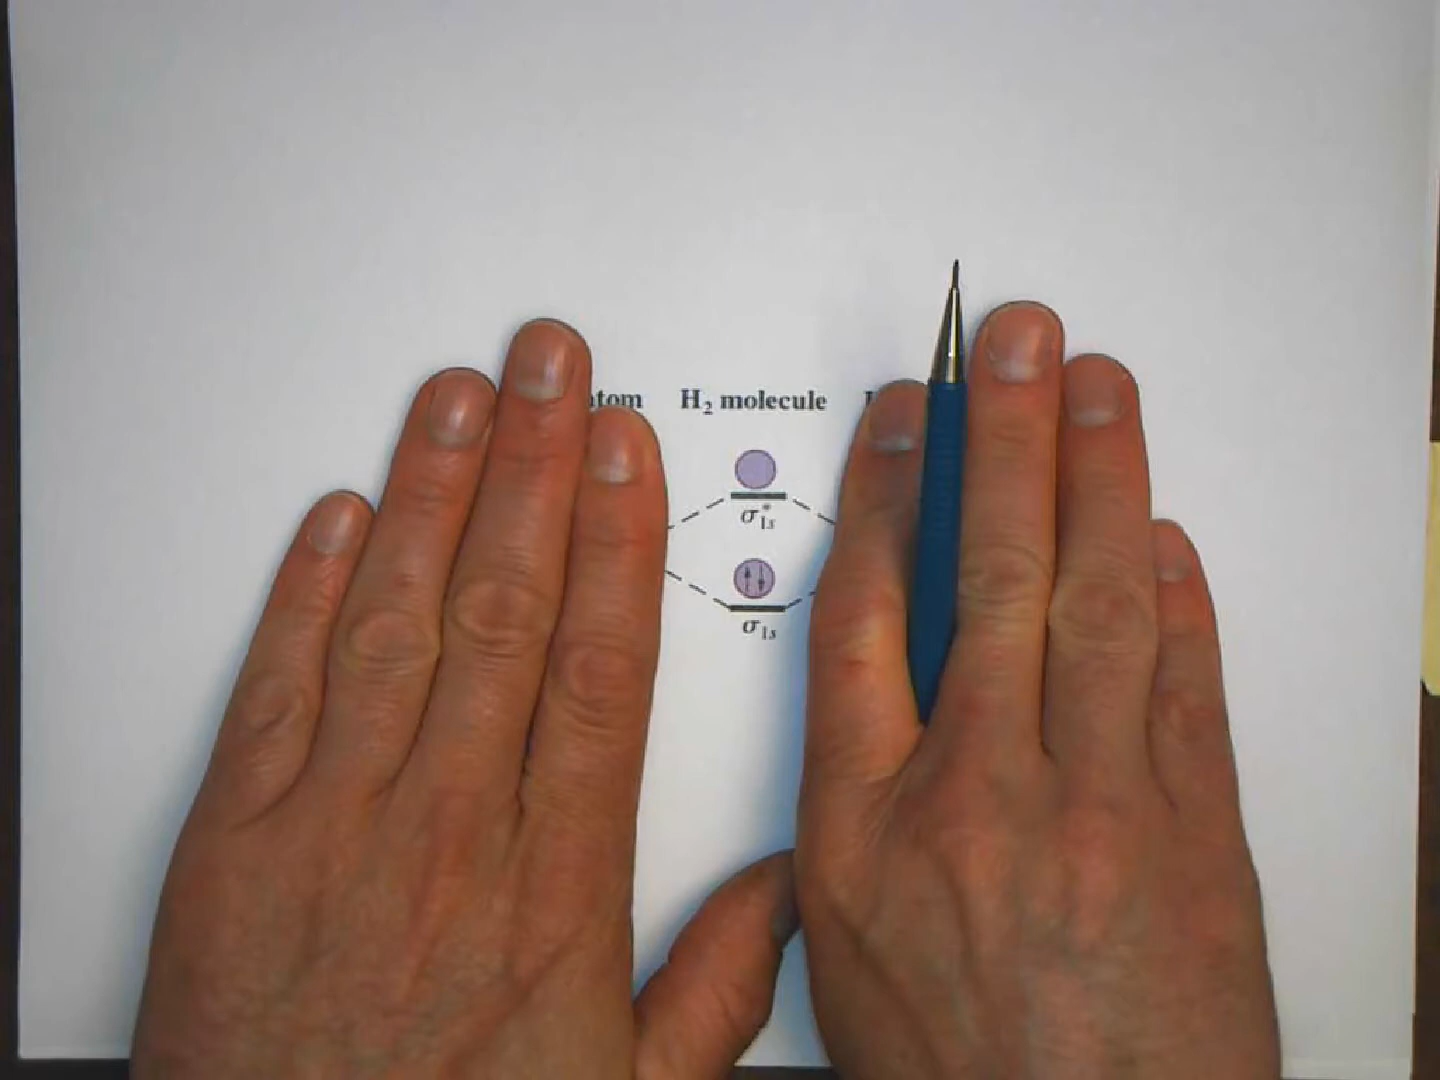 atom H₂ molecule
σ*₁ₛ
σ₁ₛ